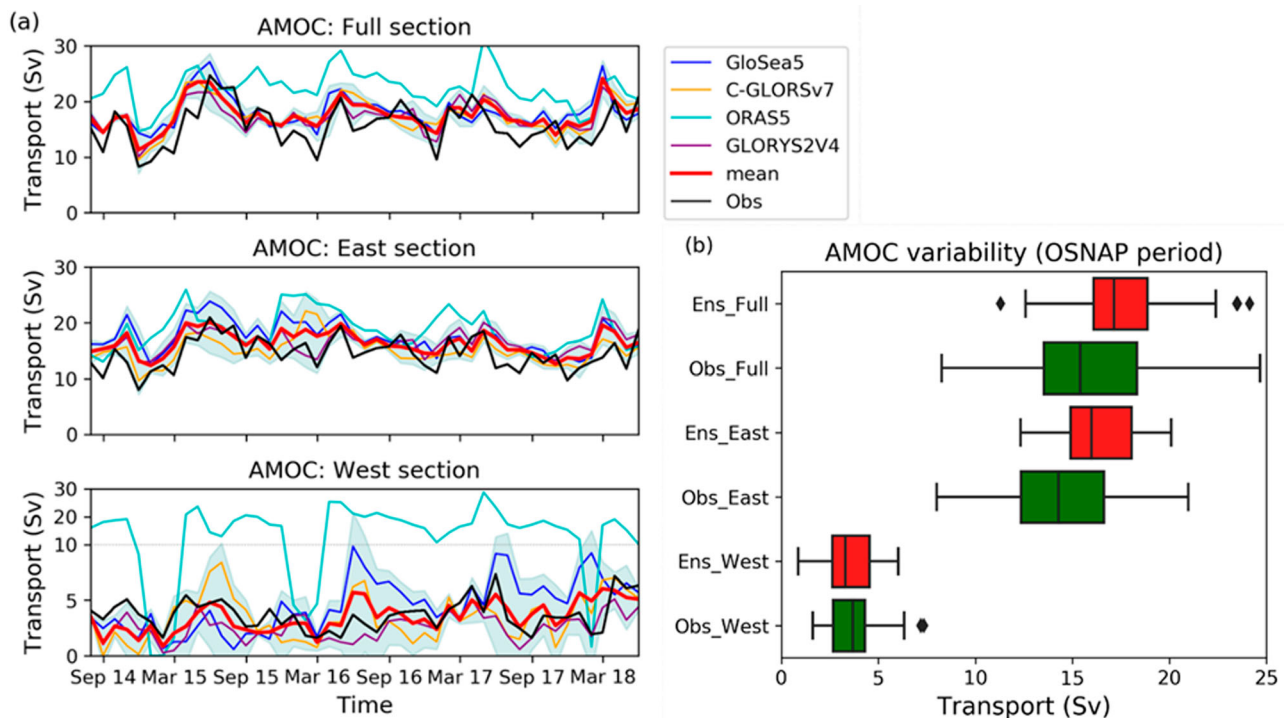 (a)
AMOC: Full section
30
20
10
0
Transport (Sv)
GloSea5
C-GLORSv7
ORAS5
GLORYS2V4
mean
Obs
AMOC: East section
30
20
10
0
Transport (Sv)
AMOC: West section
30
20
10
5
0
Transport (Sv)
Sep 14 Mar 15 Sep 15 Mar 16 Sep 16 Mar 17 Sep 17 Mar 18
Time
(b)
AMOC variability (OSNAP period)
Ens_Full
Obs_Full
Ens_East
Obs_East
Ens_West
Obs_West
0 5 10 15 20 25
Transport (Sv)